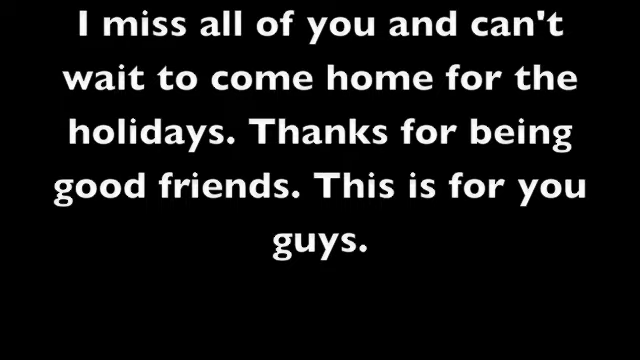 I miss all of you and can't
wait to come home for the
holidays. Thanks for being
good friends. This is for you
guys.